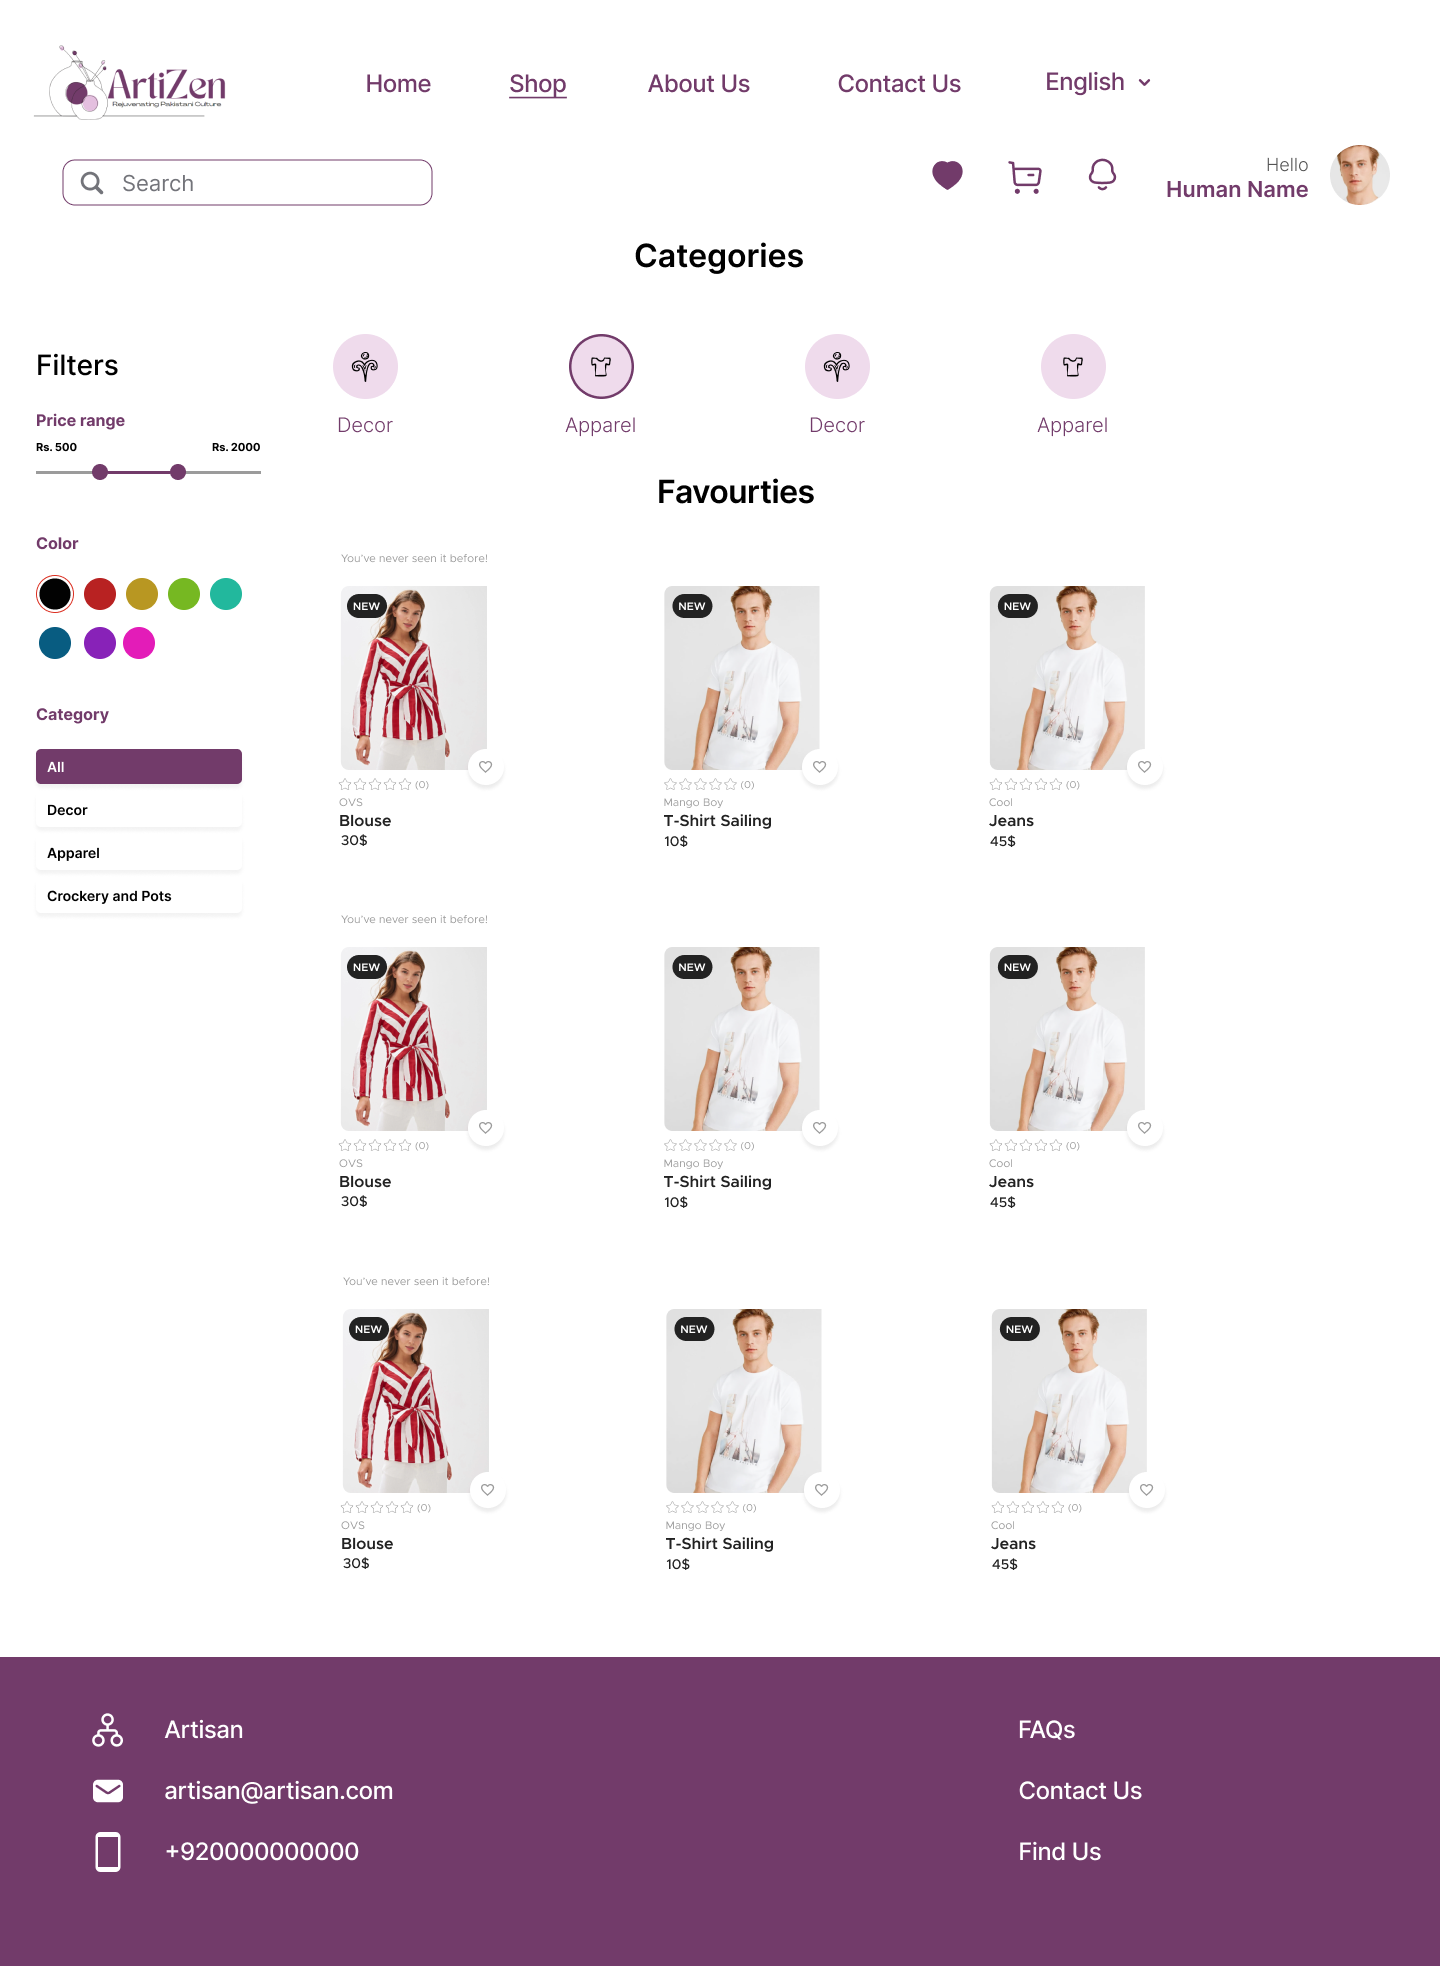 ArtiZen
Rejuvenating Pakistani Culture
Home Shop About Us Contact Us English
Search
Hello
Human Name
Categories
Filters
Price range
Rs. 500 Rs. 2000
Color
Category
All
Decor
Apparel
Crockery and Pots
Decor Apparel Decor Apparel
Favourties
You've never seen it before!
NEW NEW NEW
(0) (0) (0)
OVS Mango Boy Cool
Blouse T-Shirt Sailing Jeans
30$ 10$ 45$
You've never seen it before!
NEW NEW NEW
(0) (0) (0)
OVS Mango Boy Cool
Blouse T-Shirt Sailing Jeans
30$ 10$ 45$
You've never seen it before!
NEW NEW NEW
(0) (0) (0)
OVS Mango Boy Cool
Blouse T-Shirt Sailing Jeans
30$ 10$ 45$
Artisan
artisan@artisan.com
+920000000000
FAQs
Contact Us
Find Us